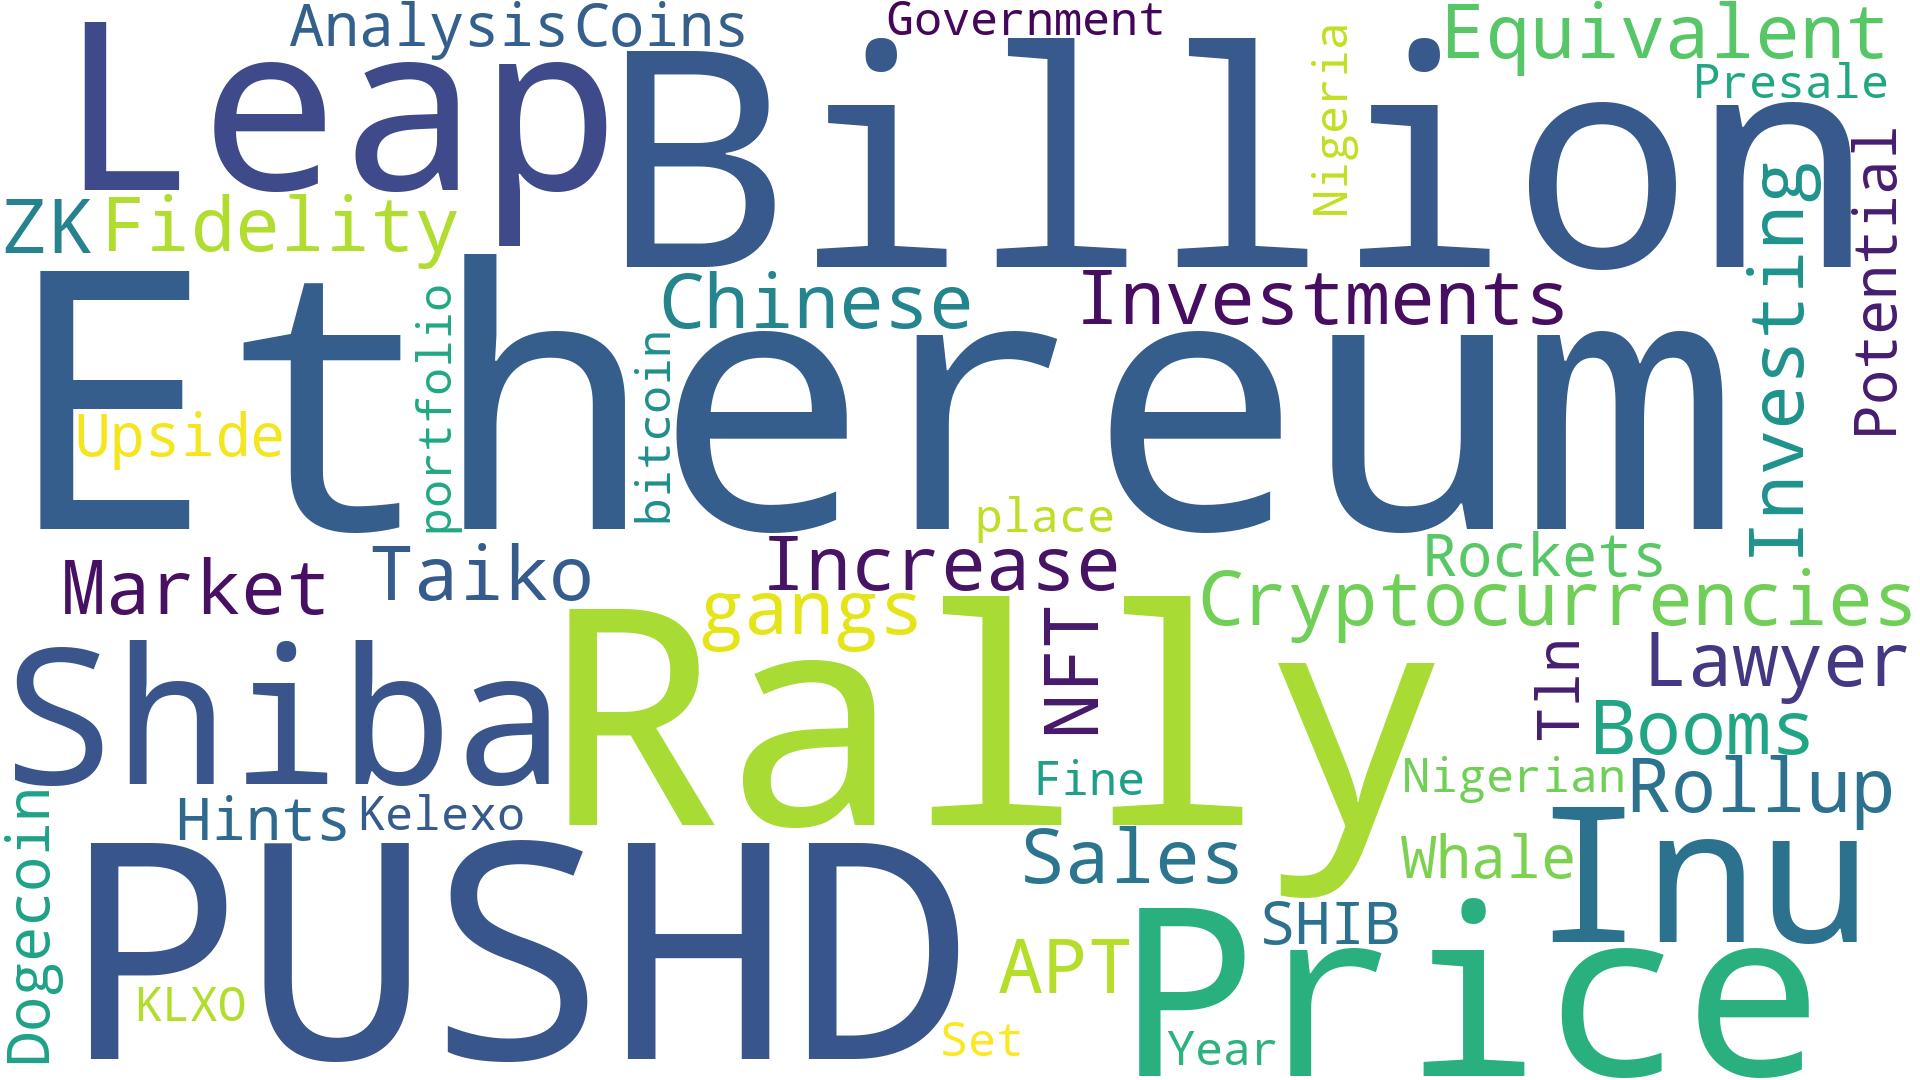 Analysis
Coins
Government
Equivalent
Leap
Billion
Nigeria
Presale
Potential
ZK
Fidelity
Investing
Chinese
Investments
Ethereum
portfolio
bitcoin
Upside
place
Market
Taiko
Increase
Rockets
gangs
Cryptocurrencies
Shiba
Rally
NFT
Tln
Lawyer
Booms
Fine
Nigerian
Rollup
Dogecoin
Hints
Kelexo
Sales
Whale
Inu
PUSHD
APT
SHIB
Price
KLXO
Set
Year